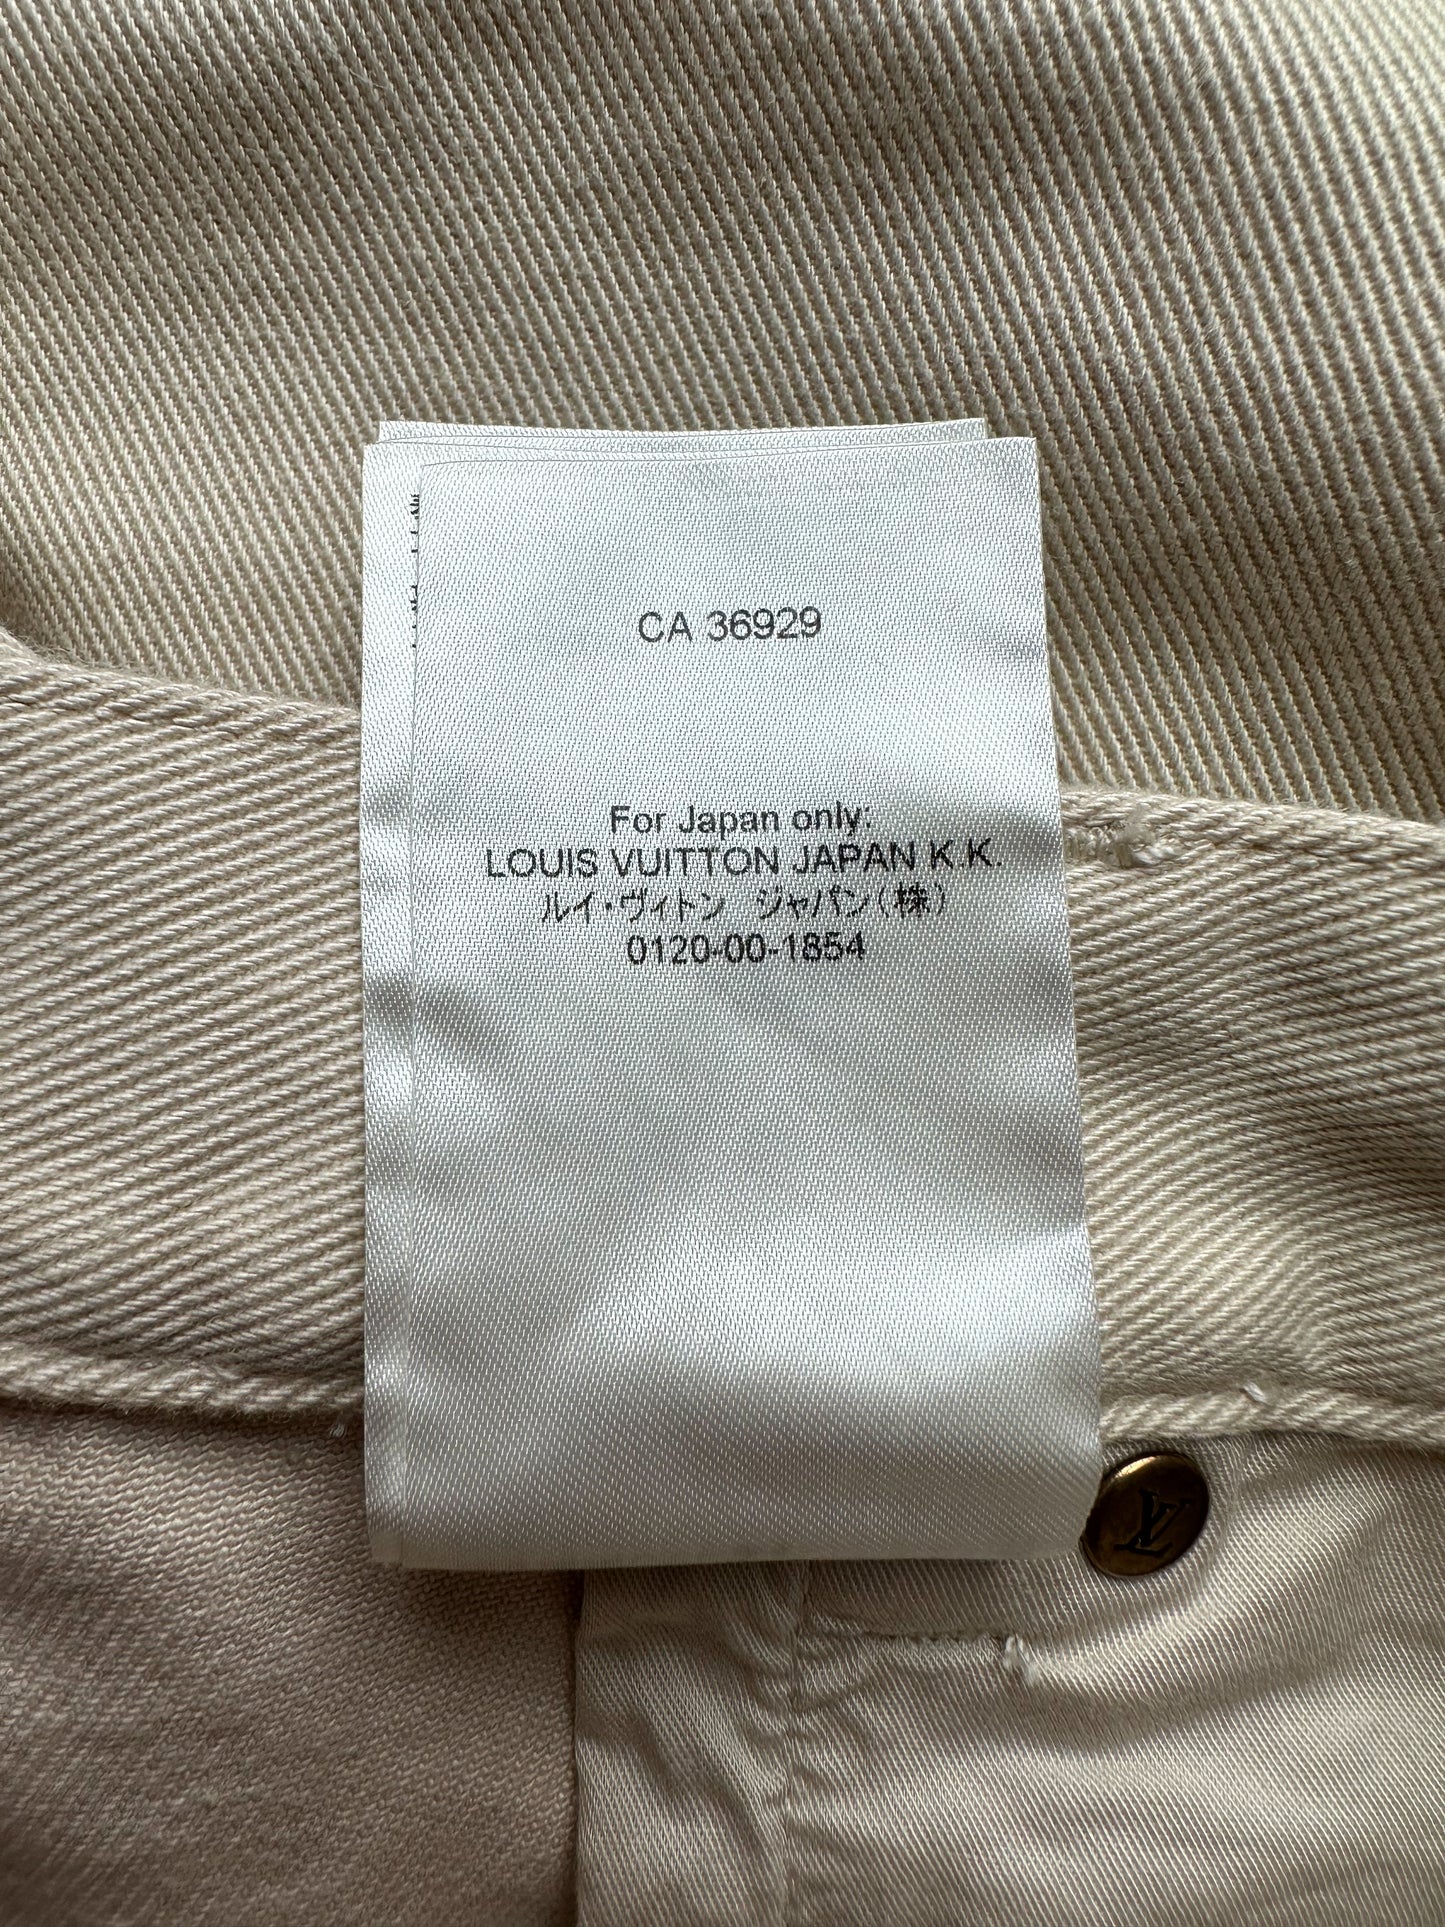 CA 36929
For Japan only:
LOUIS VUITTON JAPAN K.K.
ルイ・ヴィトン ジャパン(株)
0120-00-1854
LV